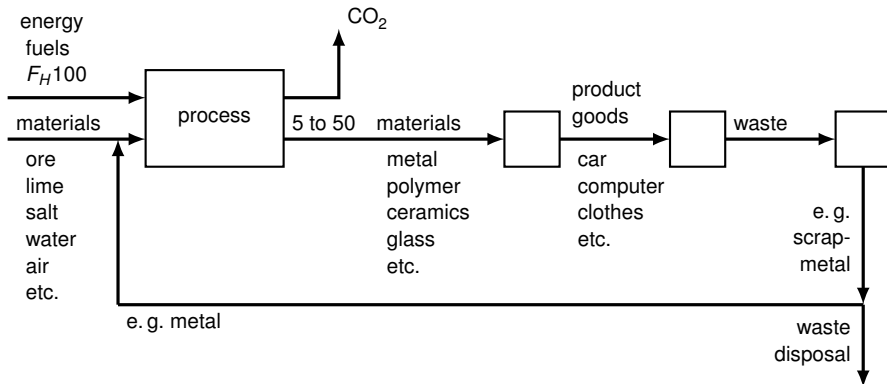 energy
fuels
F_H100
CO₂
process
materials
5 to 50 materials
product
goods
waste
ore
lime
salt
water
air
etc.
metal
polymer
ceramics
glass
etc.
car
computer
clothes
etc.
e. g.
scrap-
metal
e. g. metal
waste
disposal